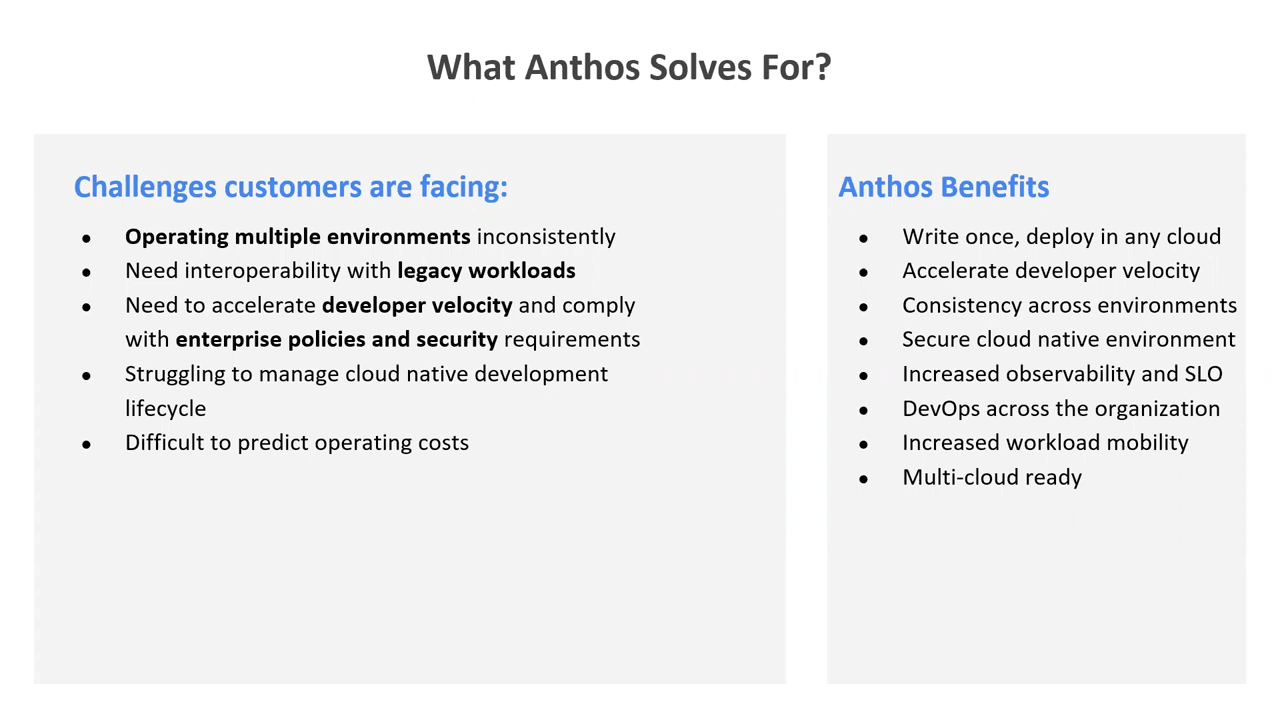 What Anthos Solves For?
Challenges customers are facing:
● Operating multiple environments inconsistently
● Need interoperability with legacy workloads
● Need to accelerate developer velocity and comply
with enterprise policies and security requirements
● Struggling to manage cloud native development
lifecycle
● Difficult to predict operating costs
Anthos Benefits
● Write once, deploy in any cloud
● Accelerate developer velocity
● Consistency across environments
● Secure cloud native environment
● Increased observability and SLO
● DevOps across the organization
● Increased workload mobility
● Multi-cloud ready